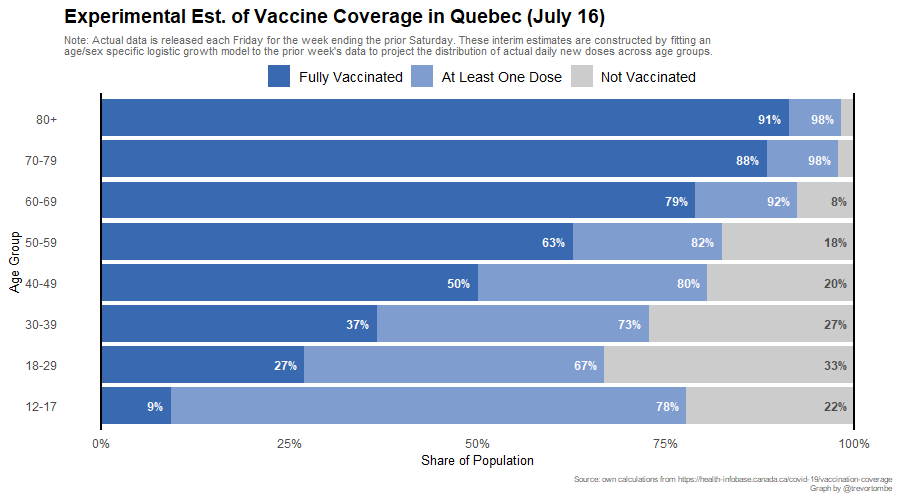 Experimental Est. of Vaccine Coverage in Quebec (July 16)
Note: Actual data is released each Friday for the week ending the prior Saturday. These interim estimates are constructed by fitting an
age/sex specific logistic growth model to the prior week's data to project the distribution of actual daily new doses across age groups.
Fully Vaccinated At Least One Dose Not Vaccinated
80+ 91% 98%
70-79 88% 98%
60-69 79% 92% 8%
50-59 63% 82% 18%
40-49 50% 80% 20%
30-39 37% 73% 27%
18-29 27% 67% 33%
12-17 9% 78% 22%
Age Group
0% 25% 50% 75% 100%
Share of Population
Source: own calculations from https://health-infobase.canada.ca/covid-19/vaccination-coverage
Graph by @trevortombe